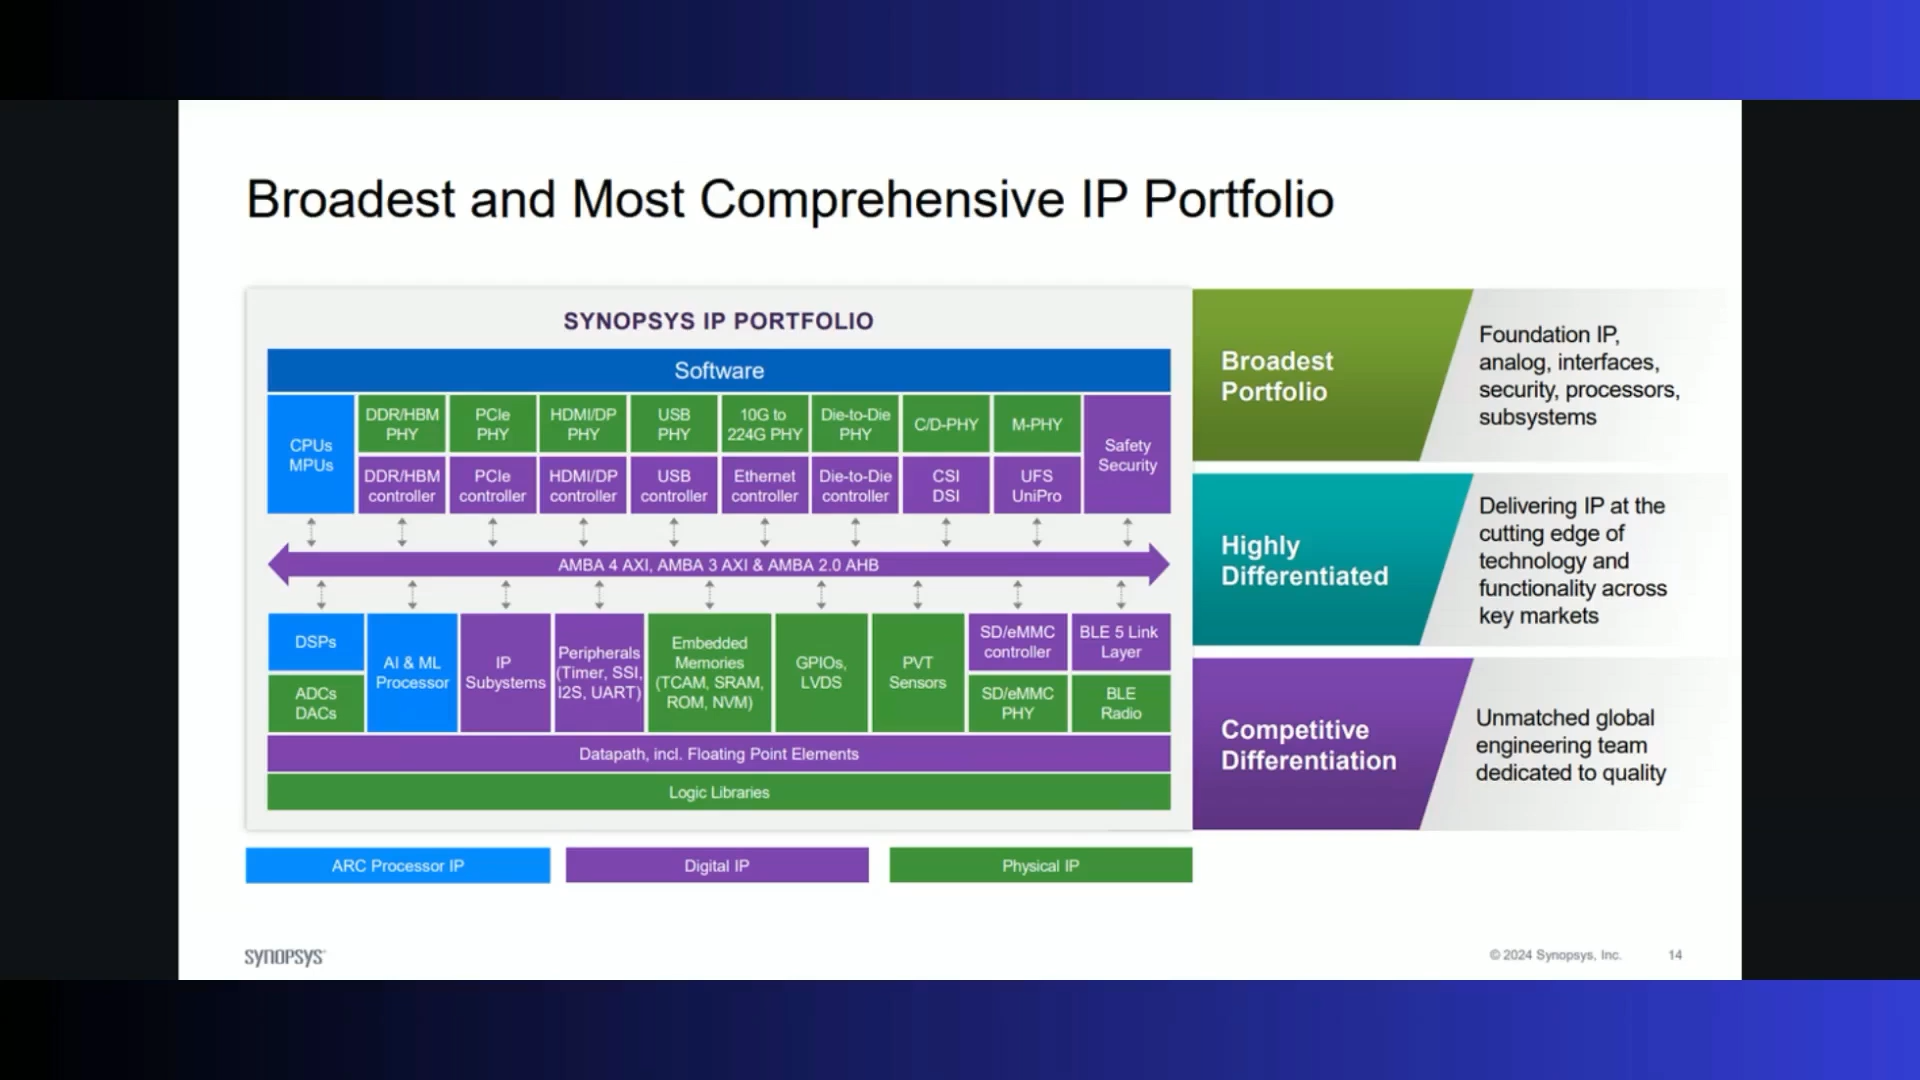 Broadest and Most Comprehensive IP Portfolio
SYNOPSYS IP PORTFOLIO
Software
CPUs
MPUs
DDR/HBM
PHY
PCIe
PHY
HDMI/DP
PHY
USB
PHY
10G to
224G PHY
Die-to-Die
PHY
C/D-PHY
M-PHY
Safety
Security
DDR/HBM
controller
PCIe
controller
HDMI/DP
controller
USB
controller
Ethernet
controller
Die-to-Die
controller
CSI
DSI
UFS
UniPro
AMBA 4 AXI, AMBA 3 AXI & AMBA 2.0 AHB
DSPs
ADCs
DACs
AI & ML
Processor
IP
Subystems
Peripherals
(Timer, SSI,
I2S, UART)
Embedded
Memories
(TCAM, SRAM,
ROM, NVM)
GPIOs,
LVDS
PVT
Sensors
SD/eMMC
controller
SD/eMMC
PHY
BLE 5 Link
Layer
BLE
Radio
Datapath, incl. Floating Point Elements
Logic Libraries
ARC Processor IP
Digital IP
Physical IP
Broadest
Portfolio
Foundation IP,
analog, interfaces,
security, processors,
subsystems
Highly
Differentiated
Delivering IP at the
cutting edge of
technology and
functionality across
key markets
Competitive
Differentiation
Unmatched global
engineering team
dedicated to quality
SYNOPSYS
© 2024 Synopsys, Inc.
14